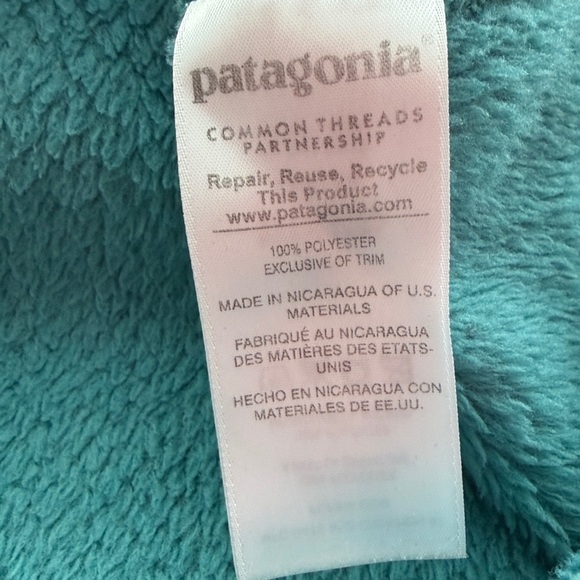 patagonia®
COMMON THREADS
PARTNERSHIP
Repair, Reuse, Recycle
This Product
www.patagonia.com
100% POLYESTER
EXCLUSIVE OF TRIM
MADE IN NICARAGUA OF U.S.
MATERIALS
FABRIQUÉ AU NICARAGUA
DES MATIÈRES DES ETATS-
UNIS
HECHO EN NICARAGUA CON
MATERIALES DE EE.UU.